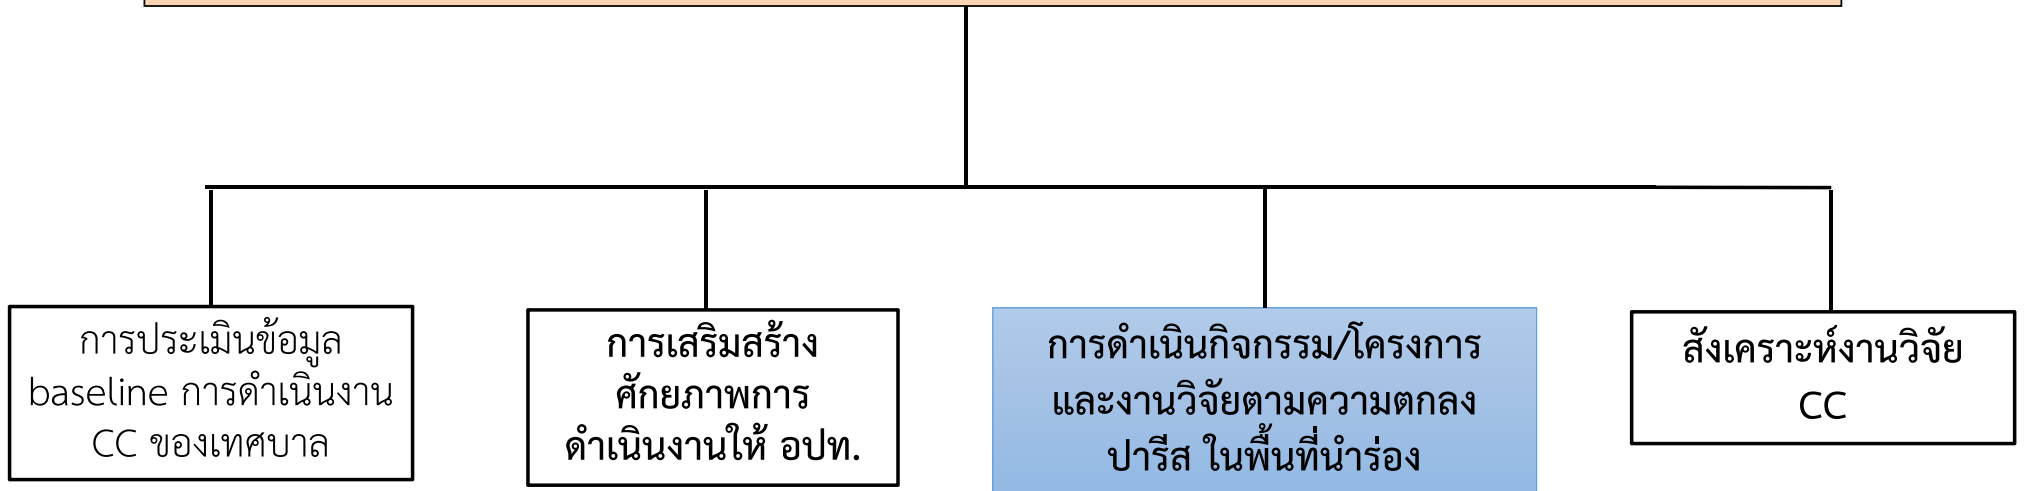 การประเมินข้อมูล
baseline การดำเนินงาน
CC ของเทศบาล
การเสริมสร้าง
ศักยภาพการ
ดำเนินงานให้ อปท.
การดำเนินกิจกรรม/โครงการ
และงานวิจัยตามความตกลง
ปารีส ในพื้นที่นำร่อง
สังเคราะห์งานวิจัย
CC